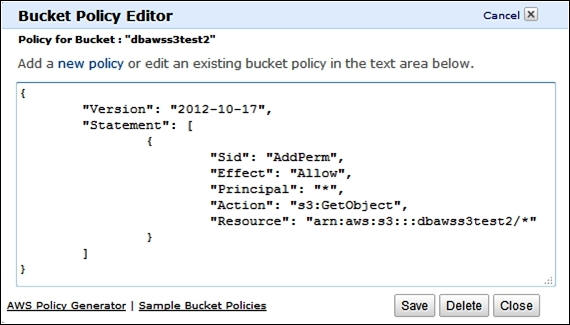 Bucket Policy Editor Cancel X
Policy for Bucket : "dbawss3test2"
Add a new policy or edit an existing bucket policy in the text area below.
{
"Version": "2012-10-17",
"Statement": [
{
"Sid": "AddPerm",
"Effect": "Allow",
"Principal": "*",
"Action": "s3:GetObject",
"Resource": "arn:aws:s3:::dbawss3test2/*"
}
]
}
AWS Policy Generator | Sample Bucket Policies Save Delete Close